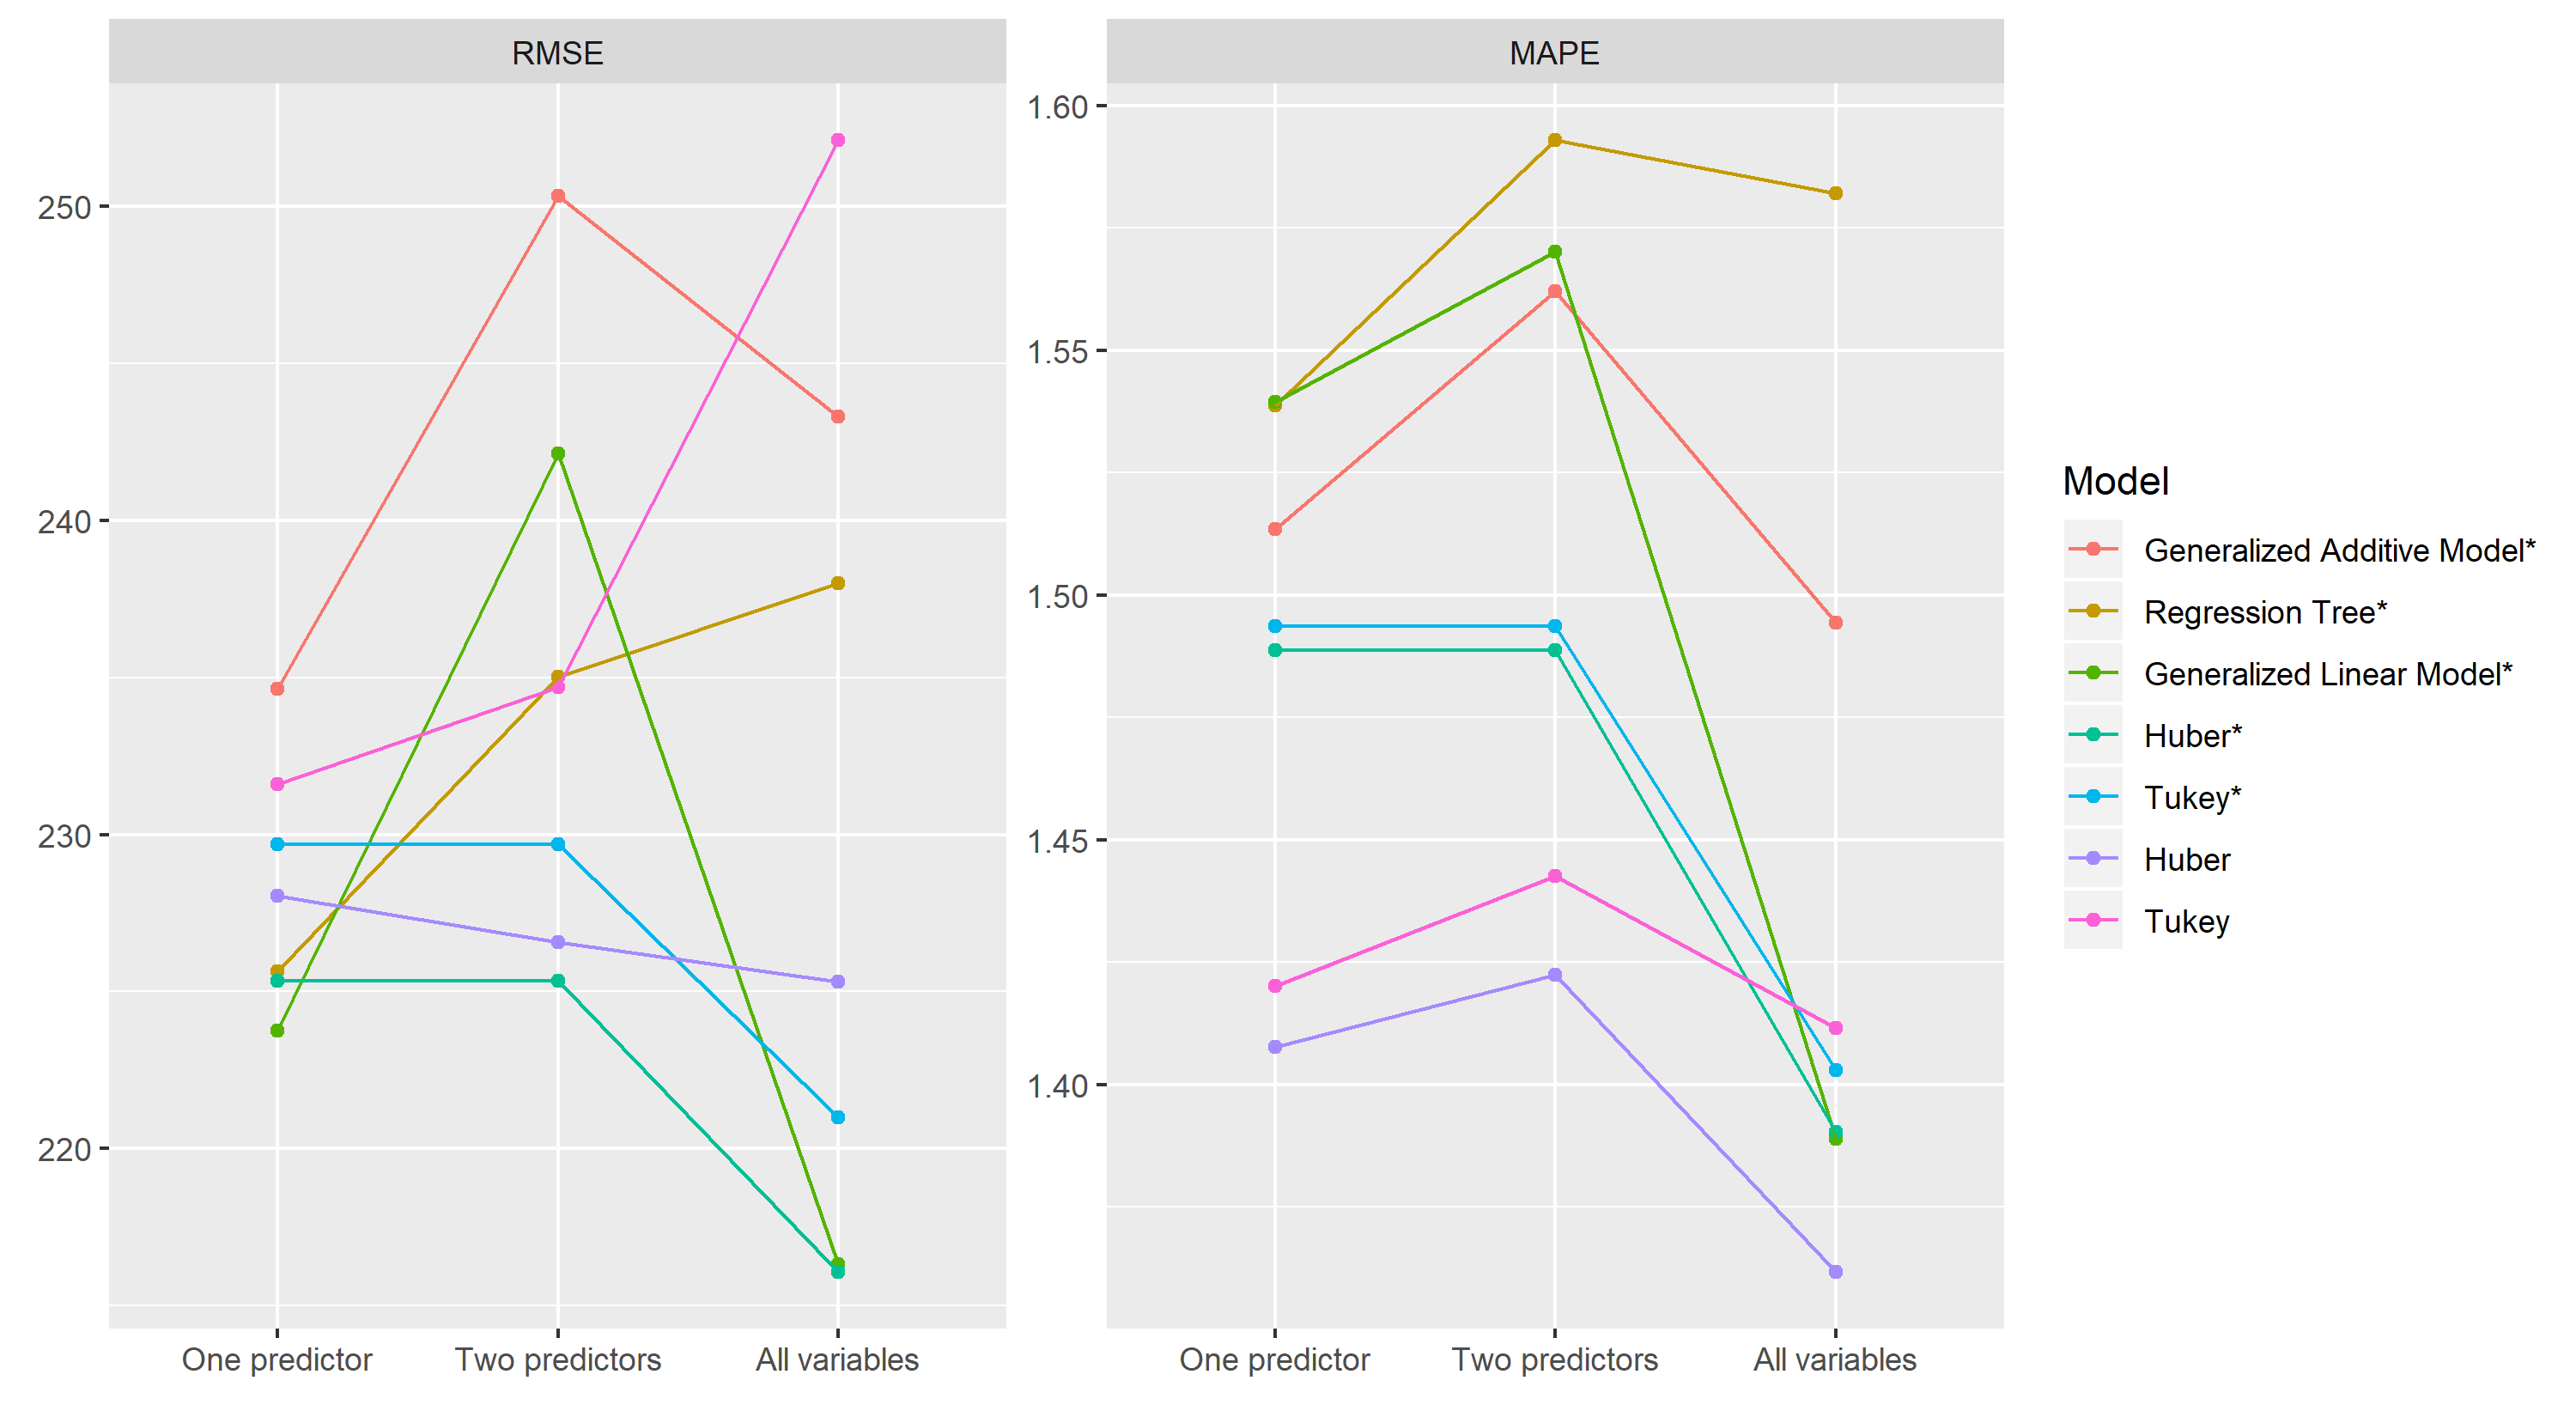 RMSE
MAPE
250
240
230
220
1.60
1.55
1.50
1.45
1.40
One predictor
Two predictors
All variables
One predictor
Two predictors
All variables
Model
Generalized Additive Model*
Regression Tree*
Generalized Linear Model*
Huber*
Tukey*
Huber
Tukey